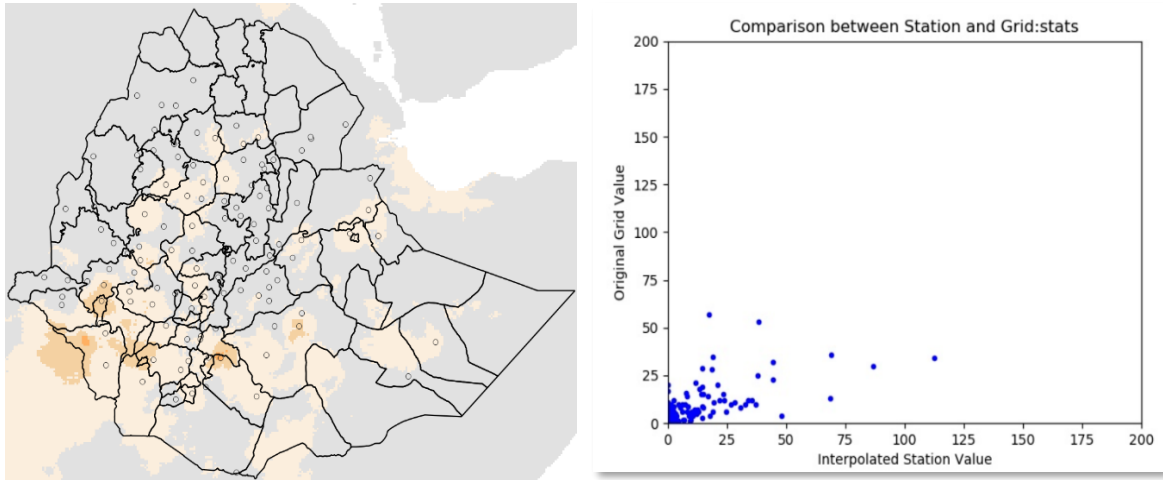 Comparison between Station and Grid:stats
200
175
150
125
100
75
50
25
0
Original Grid Value
0 25 50 75 100 125 150 175 200
Interpolated Station Value